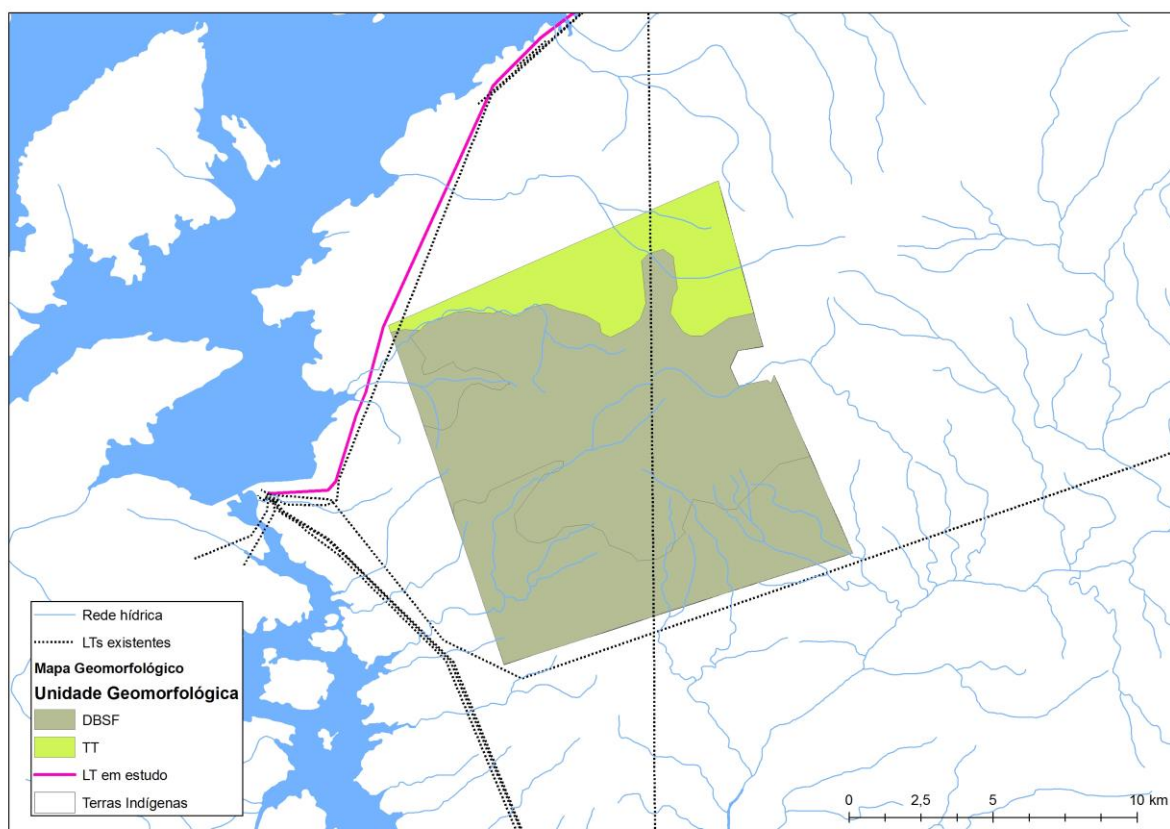 Rede hídrica
LTs existentes
Mapa Geomorfológico
Unidade Geomorfológica
DBSF
TT
LT em estudo
Terras Indígenas
0 2,5 5 10 km